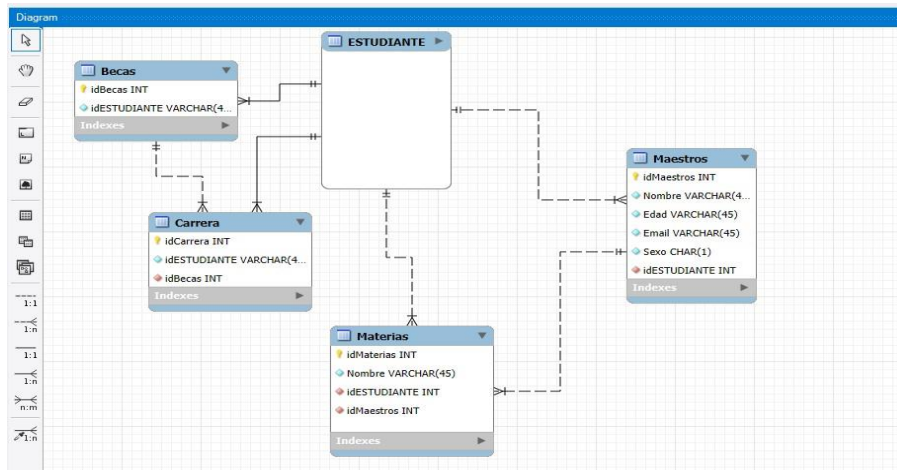 Diagram
ESTUDIANTE
Becas
idBecas INT
idESTUDIANTE VARCHAR(4...
Indexes
Carrera
idCarrera INT
idESTUDIANTE VARCHAR(4...
idBecas INT
Indexes
Maestros
idMaestros INT
Nombre VARCHAR(4...
Edad VARCHAR(45)
Email VARCHAR(45)
Sexo CHAR(1)
idESTUDIANTE INT
Indexes
Materias
idMaterias INT
Nombre VARCHAR(45)
idESTUDIANTE INT
idMaestros INT
Indexes
1:1
1:n
1:1
1:n
n:m
1:n